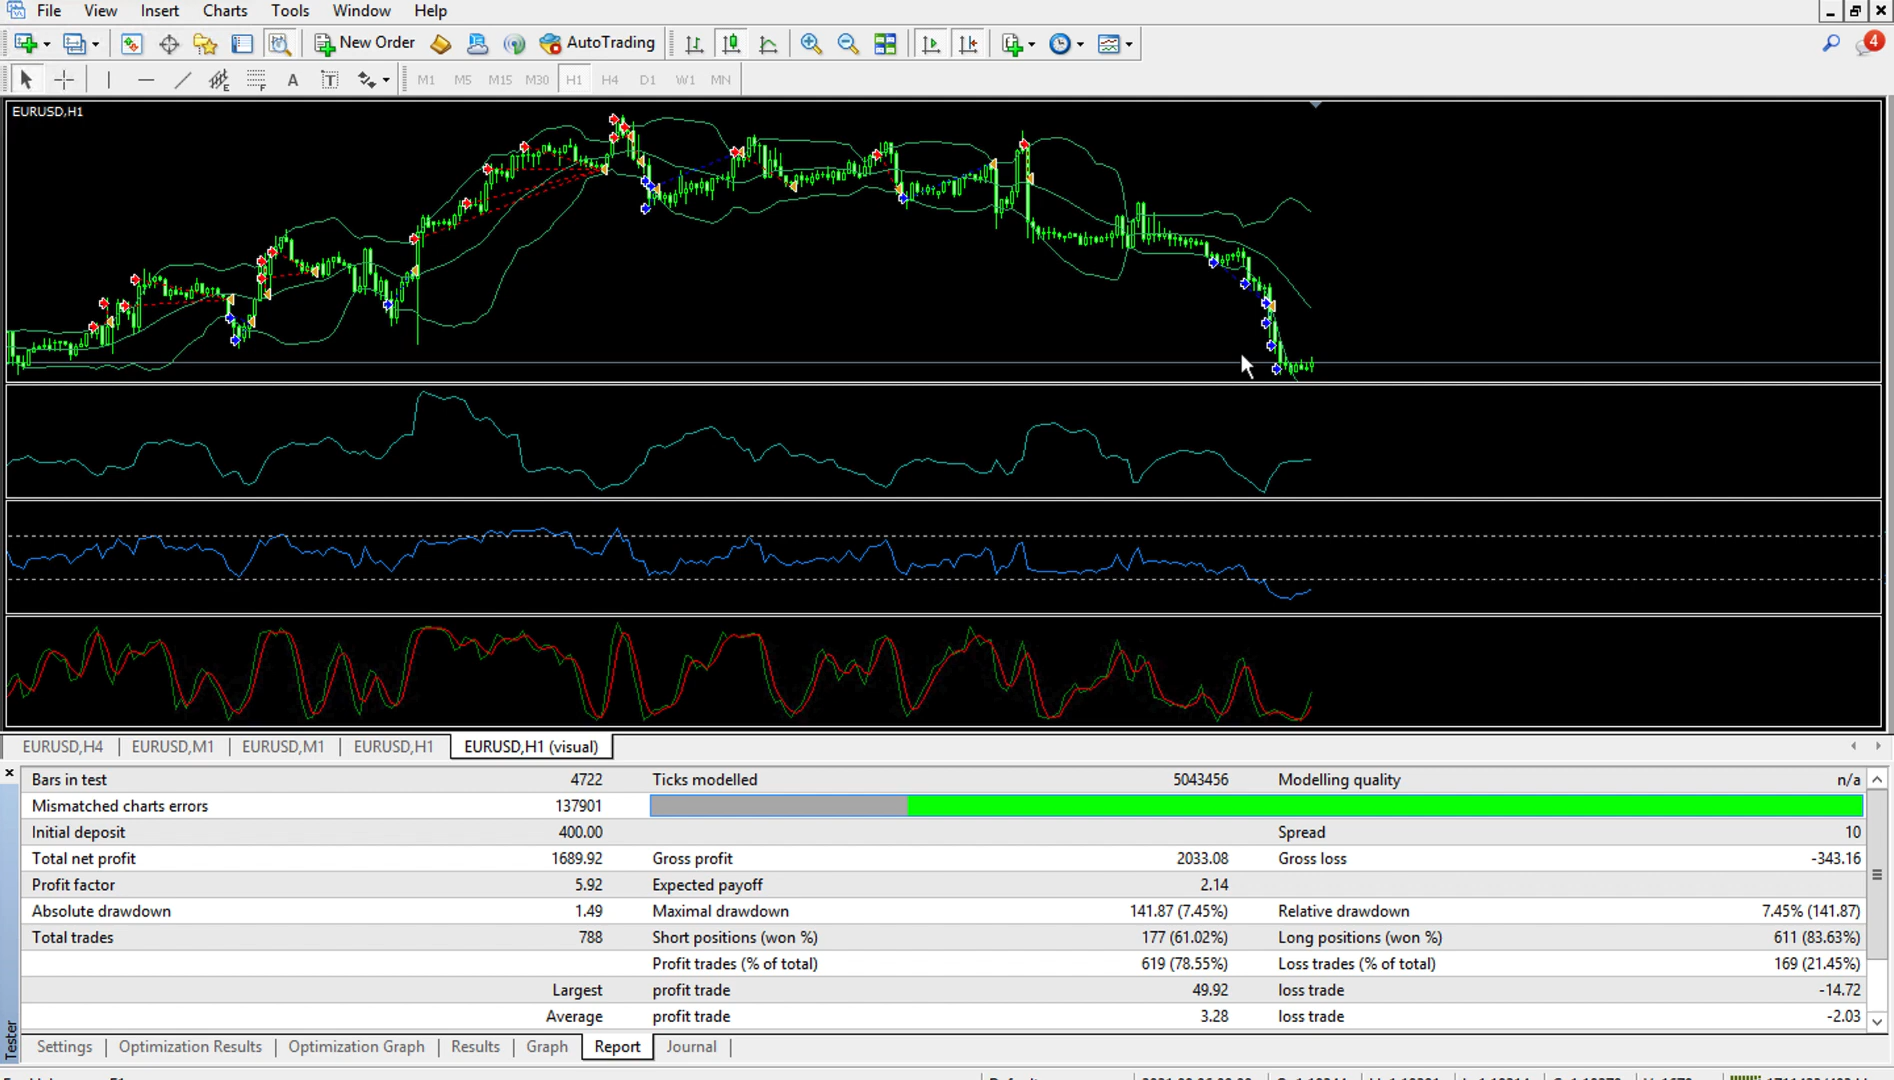 File View Insert Charts Tools Window Help
New Order AutoTrading 4
A T M1 M5 M15 M30 H1 H4 D1 W1 MN
EURUSD,H1
EURUSD,H4 EURUSD,M1 EURUSD,M1 EURUSD,H1 EURUSD,H1 (visual)
Bars in test 4722 Ticks modelled 5043456 Modelling quality n/a
Mismatched charts errors 137901
Initial deposit 400.00 Spread 10
Total net profit 1689.92 Gross profit 2033.08 Gross loss -343.16
Profit factor 5.92 Expected payoff 2.14
Absolute drawdown 1.49 Maximal drawdown 141.87 (7.45%) Relative drawdown 7.45% (141.87)
Total trades 788 Short positions (won %) 177 (61.02%) Long positions (won %) 611 (83.63%)
Profit trades (% of total) 619 (78.55%) Loss trades (% of total) 169 (21.45%)
Largest profit trade 49.92 loss trade -14.72
Average profit trade 3.28 loss trade -2.03
Tester
Settings Optimization Results Optimization Graph Results Graph Report Journal